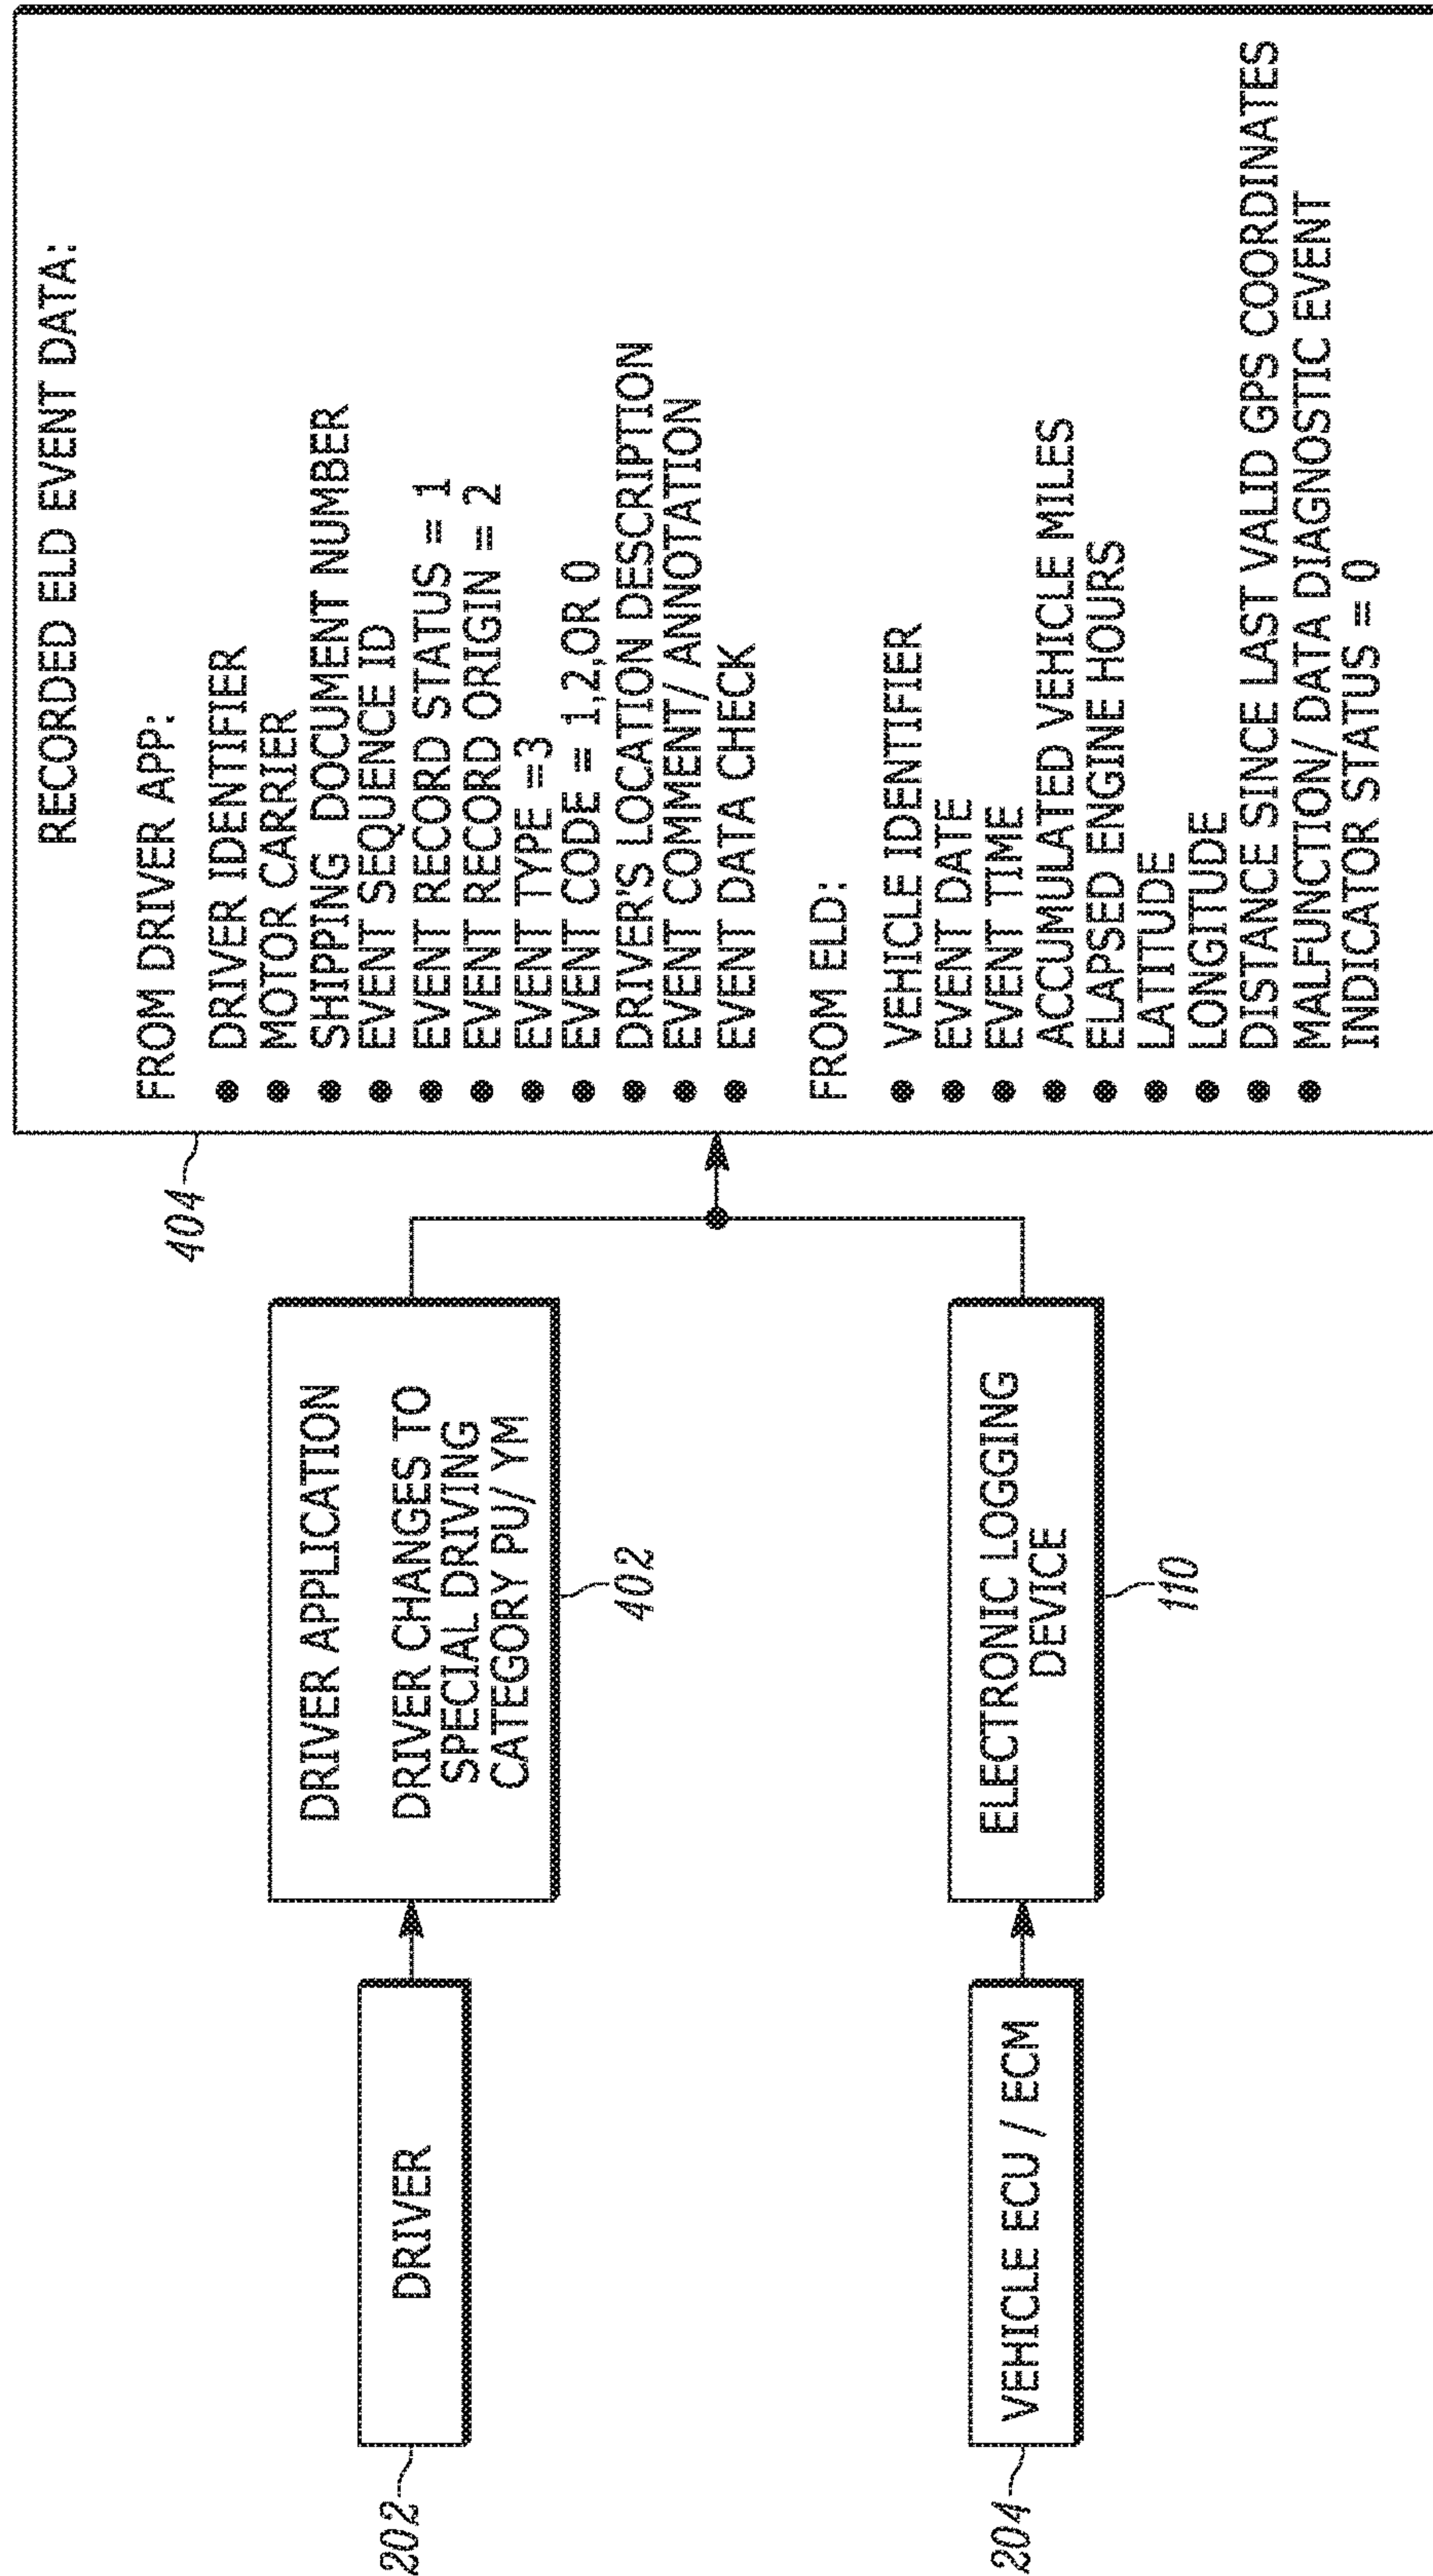 202
DRIVER
DRIVER APPLICATION
DRIVER CHANGES TO
SPECIAL DRIVING
CATEGORY PU/ YM
402
204
VEHICLE ECU / ECM
ELECTRONIC LOGGING
DEVICE
110
404
RECORDED ELD EVENT DATA:
FROM DRIVER APP:
● DRIVER IDENTIFIER
● MOTOR CARRIER
● SHIPPING DOCUMENT NUMBER
● EVENT SEQUENCE ID
● EVENT RECORD STATUS = 1
● EVENT RECORD ORIGIN = 2
● EVENT TYPE =3
● EVENT CODE = 1,2,OR 0
● DRIVER'S LOCATION DESCRIPTION
● EVENT COMMENT/ ANNOTATION
● EVENT DATA CHECK
FROM ELD:
● VEHICLE IDENTIFIER
● EVENT DATE
● EVENT TIME
● ACCUMULATED VEHICLE MILES
● ELAPSED ENGINE HOURS
● LATITUDE
● LONGITUDE
● DISTANCE SINCE LAST VALID GPS COORDINATES
● MALFUNCTION/ DATA DIAGNOSTIC EVENT
INDICATOR STATUS = 0